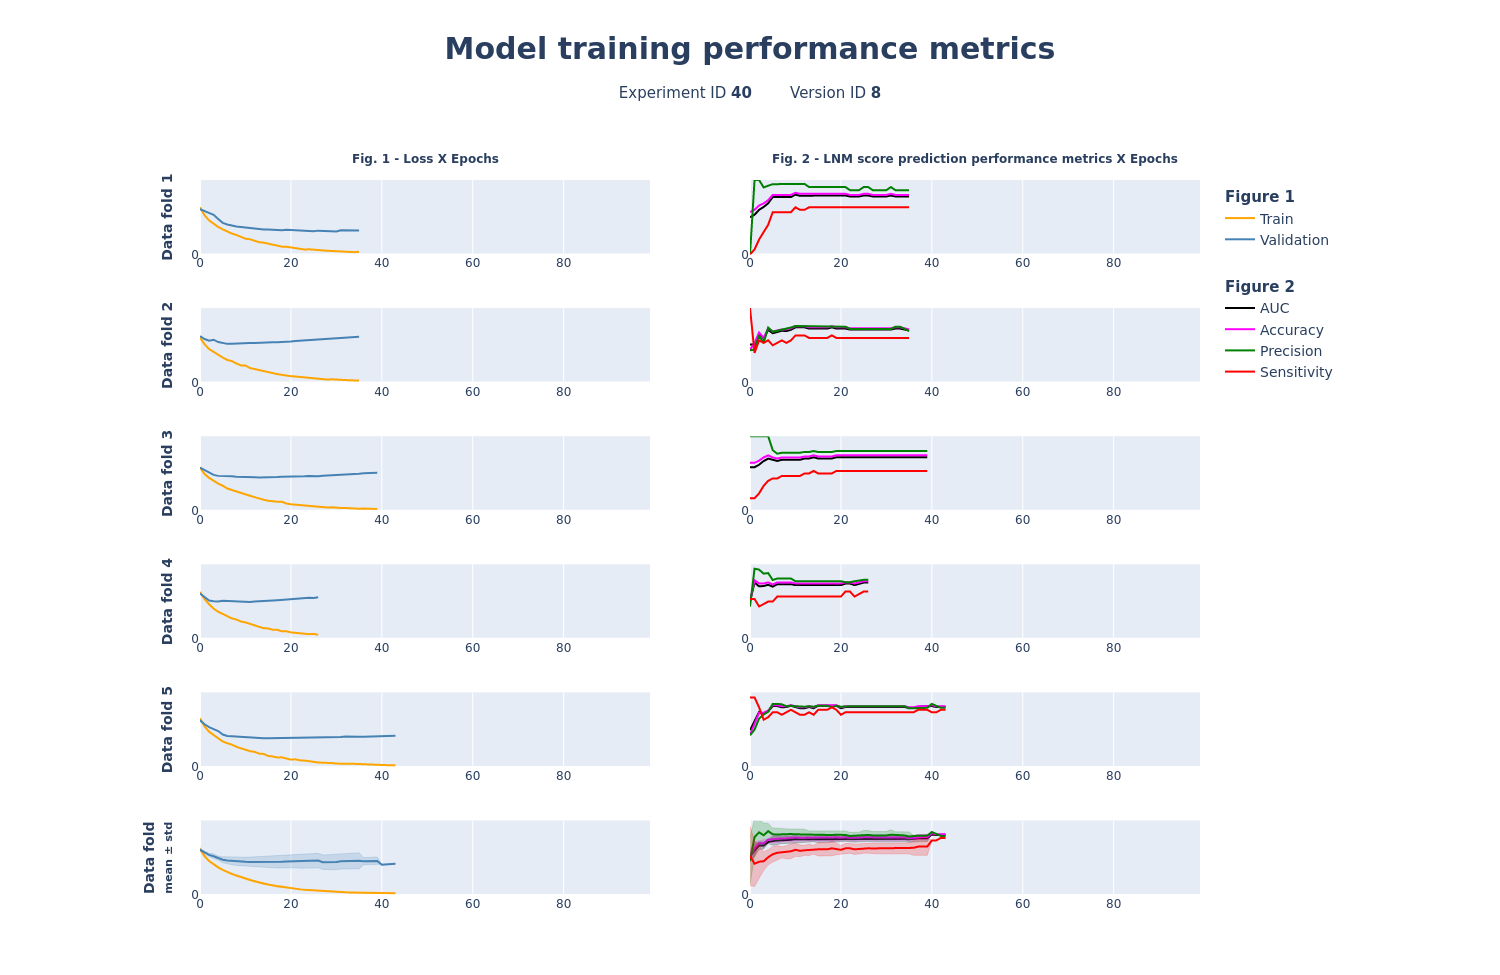 Model training performance metrics
Experiment ID 40 Version ID 8
Fig. 1 - Loss X Epochs
Fig. 2 - LNM score prediction performance metrics X Epochs
Data fold 1
0
0 20 40 60 80
0
0 20 40 60 80
Figure 1
Train
Validation
Figure 2
AUC
Accuracy
Precision
Sensitivity
Data fold 2
0
0 20 40 60 80
0
0 20 40 60 80
Data fold 3
0
0 20 40 60 80
0
0 20 40 60 80
Data fold 4
0
0 20 40 60 80
0
0 20 40 60 80
Data fold 5
0
0 20 40 60 80
0
0 20 40 60 80
Data fold
mean ± std
0
0 20 40 60 80
0
0 20 40 60 80